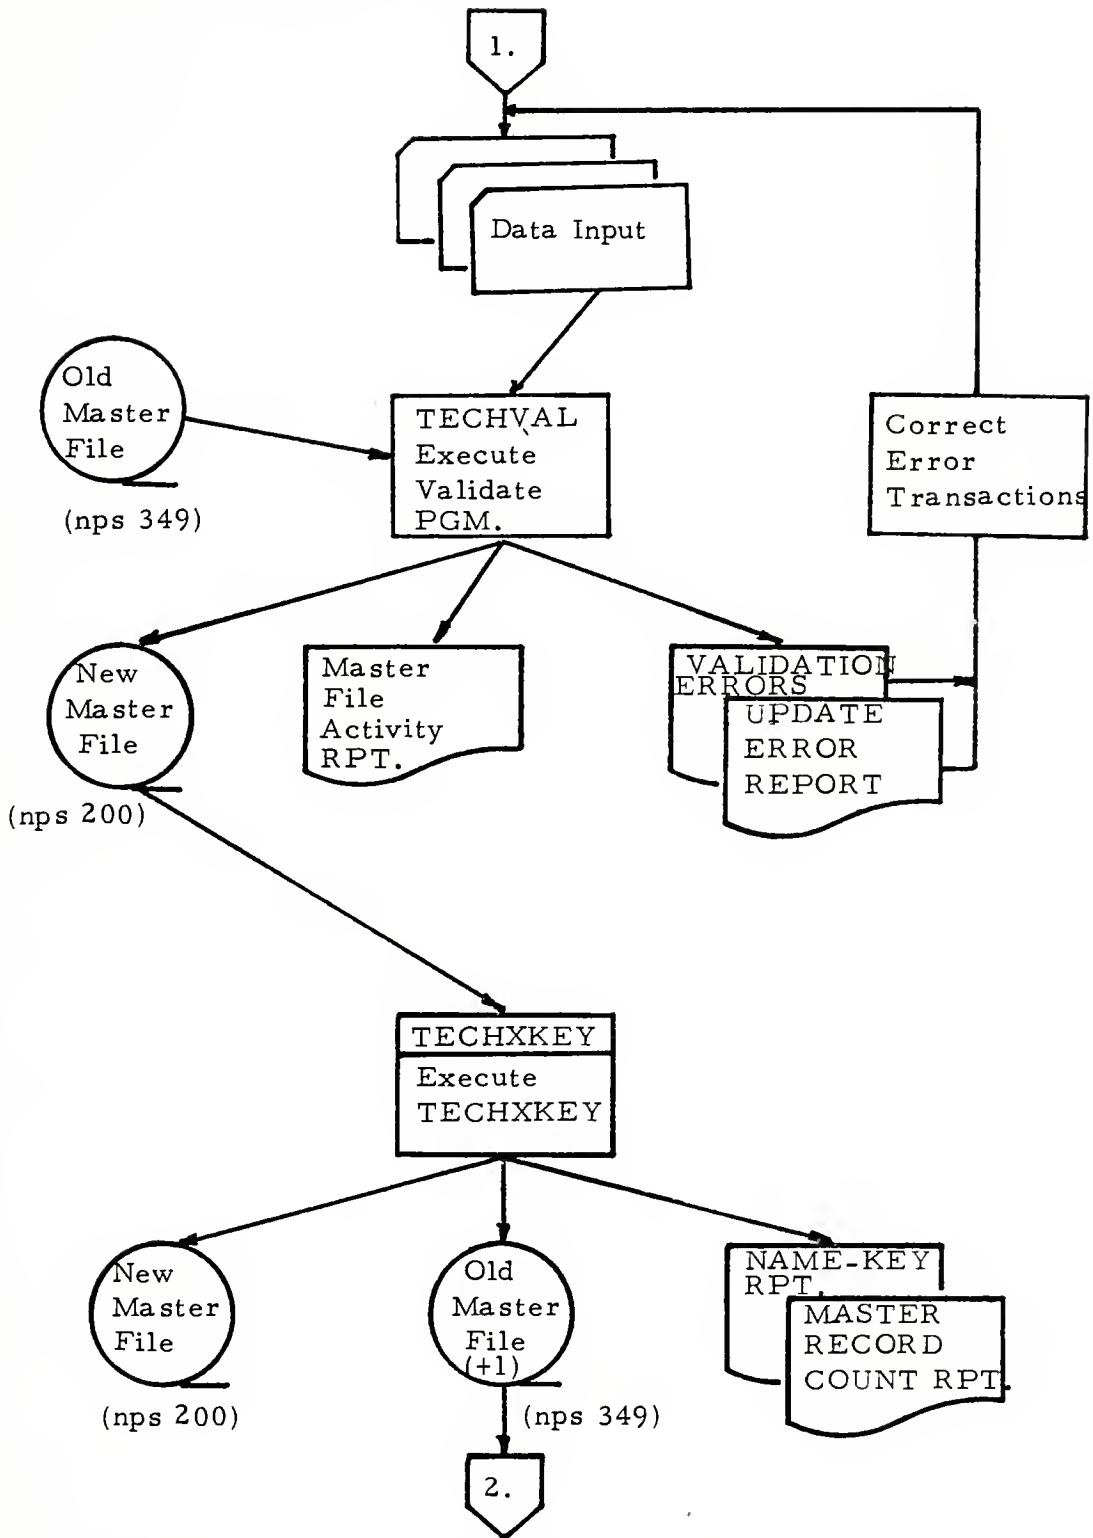 1.
Data Input
Old
Master
File
(nps 349)
TECHVAL
Execute
Validate
PGM.
Correct
Error
Transactions
New
Master
File
(nps 200)
Master
File
Activity
RPT.
VALIDATION
ERRORS
UPDATE
ERROR
REPORT
TECHXKEY
Execute
TECHXKEY
New
Master
File
(nps 200)
Old
Master
File
(+1)
(nps 349)
NAME-KEY
RPT.
MASTER
RECORD
COUNT RPT.
2.